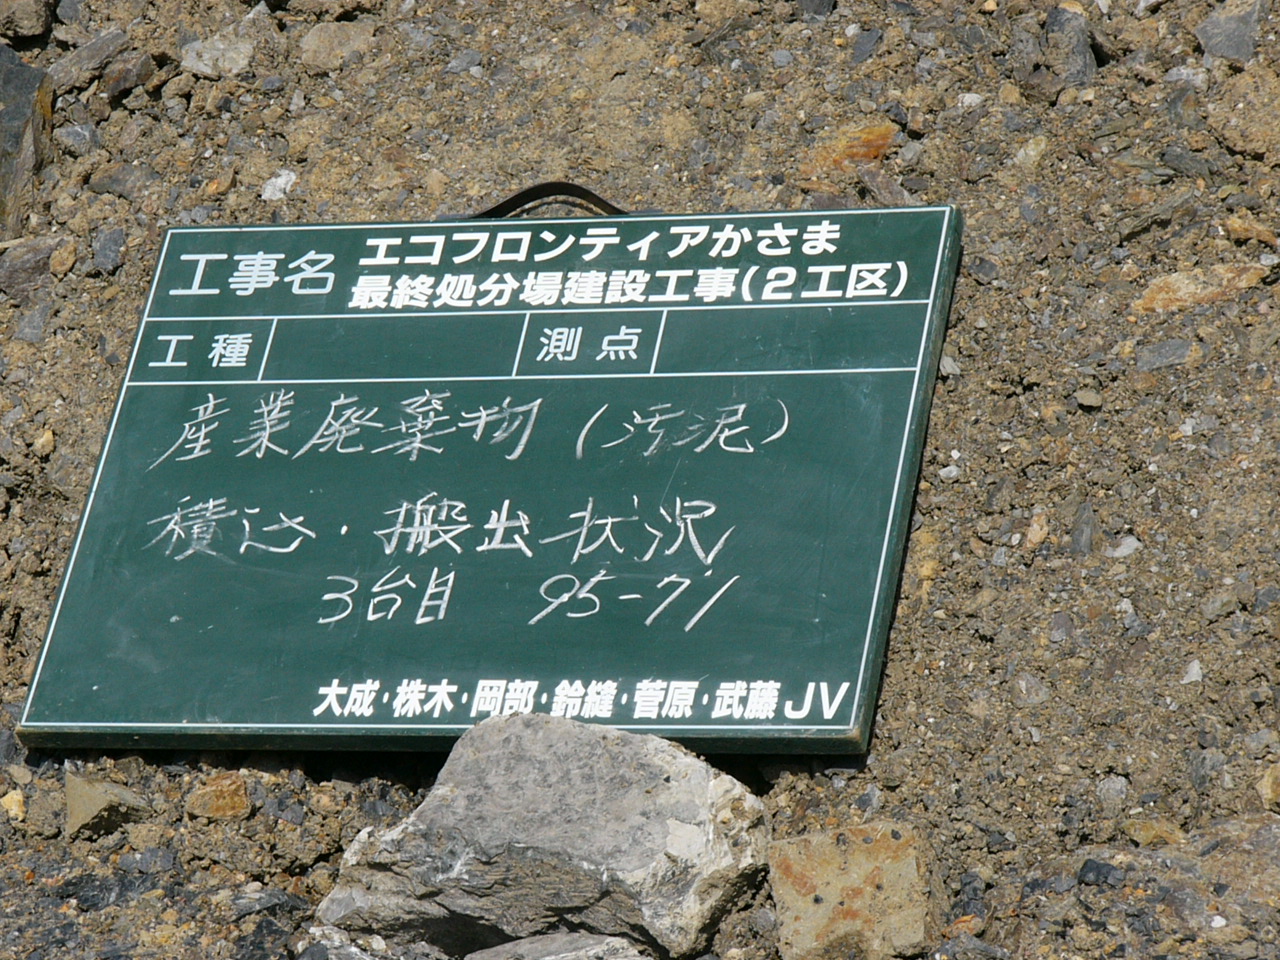 工事名 エコフロンティアかさま
最終処分場建設工事(2工区)
工種 測点
産業廃棄物(汚泥)
積込・搬出状況
3台目 95-71
大成・株木・岡部・鈴縫・菅原・武藤JV